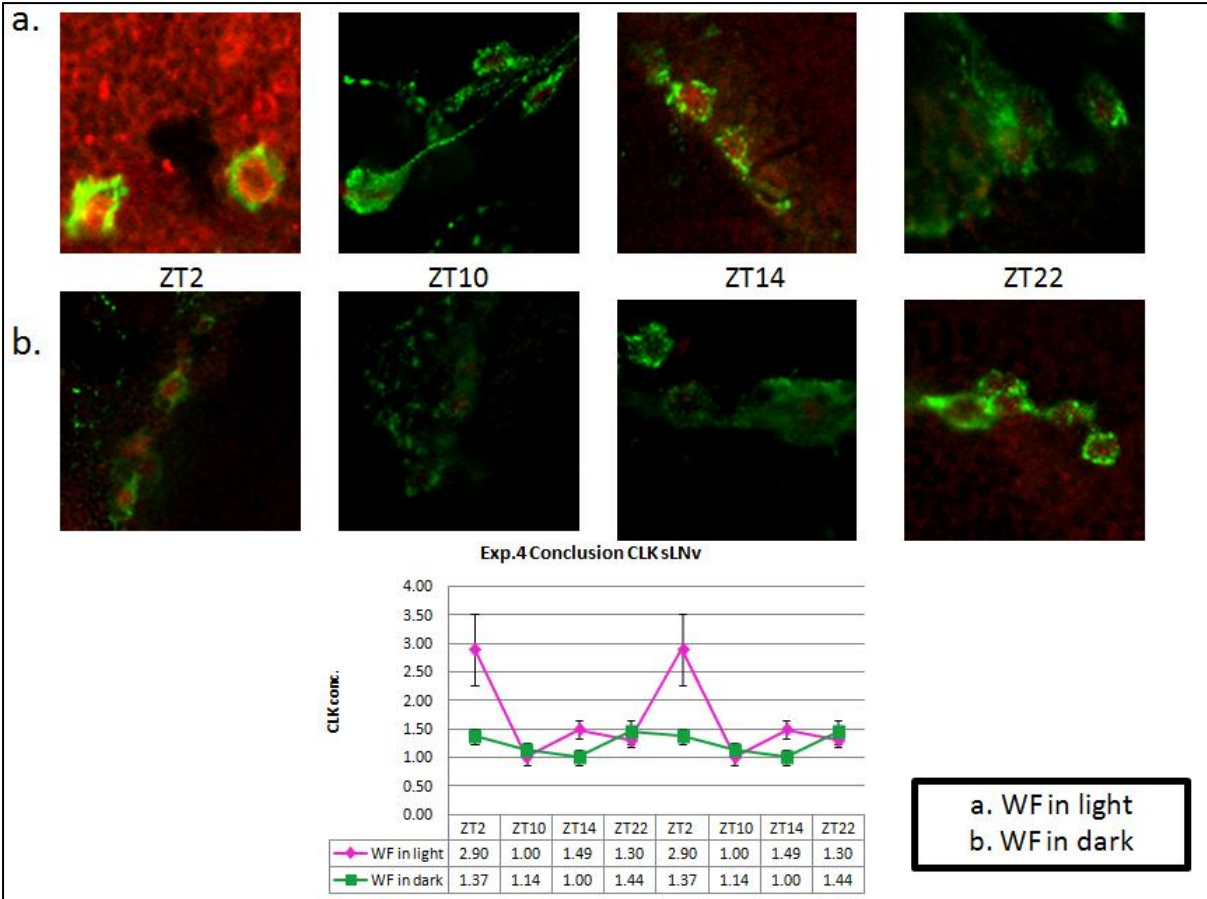 a.
ZT2 ZT10 ZT14 ZT22
b.
Exp.4 Conclusion CLK sLNv
4.00
3.50
3.00
2.50
2.00
1.50
1.00
0.50
0.00
CLK conc.
ZT2 ZT10 ZT14 ZT22 ZT2 ZT10 ZT14 ZT22
WF in light 2.90 1.00 1.49 1.30 2.90 1.00 1.49 1.30
WF in dark 1.37 1.14 1.00 1.44 1.37 1.14 1.00 1.44
a. WF in light
b. WF in dark